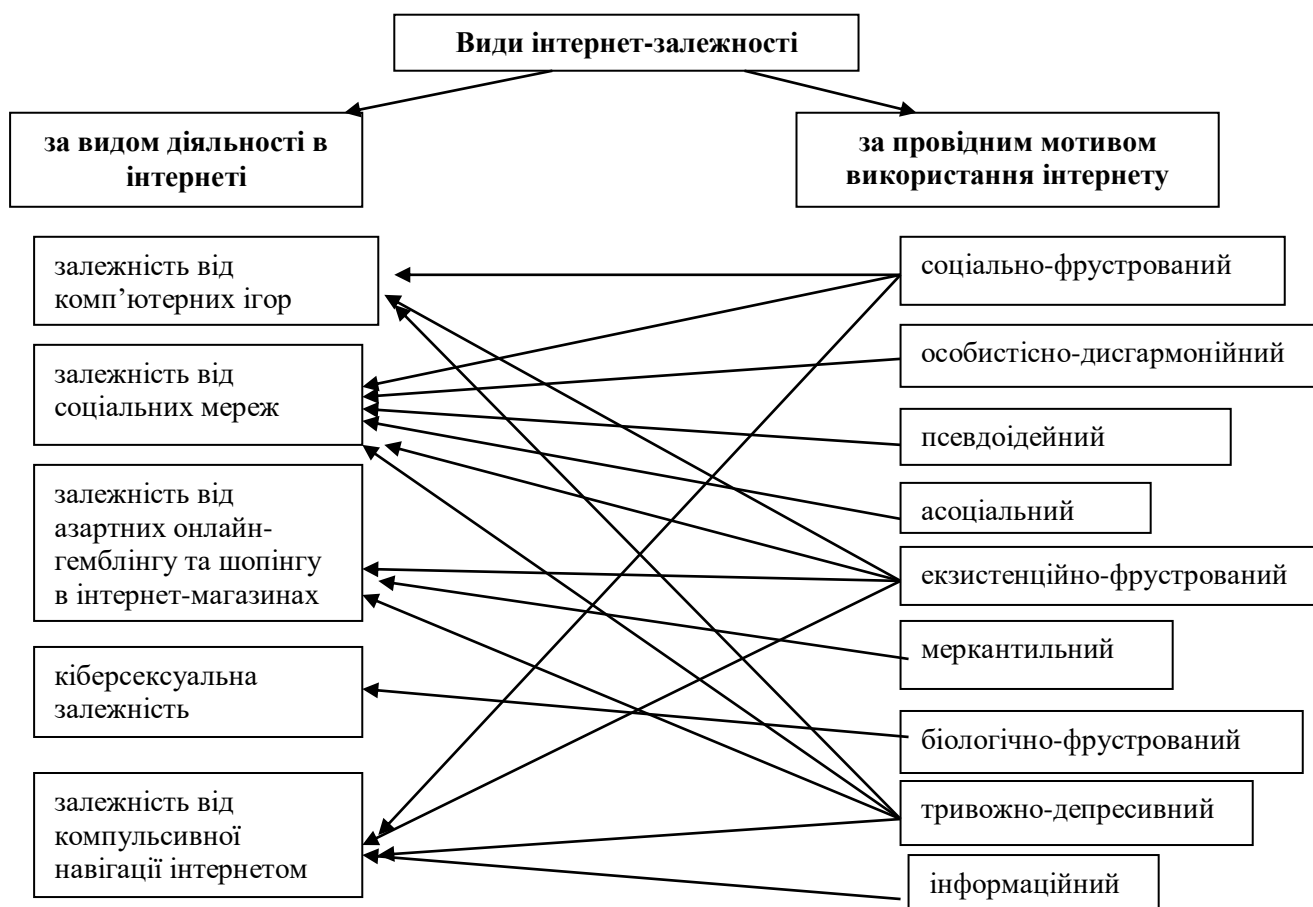 Види інтернет-залежності
за видом діяльності в
інтернеті
за провідним мотивом
використання інтернету
залежність від
комп’ютерних ігор
залежність від
соціальних мереж
залежність від
азартних онлайн-
гемблінгу та шопінгу
в інтернет-магазинах
кіберсексуальна
залежність
залежність від
компульсивної
навігації інтернетом
соціально-фрустрований
особистісно-дисгармонійний
псевдоідейний
асоціальний
екзистенційно-фрустрований
меркантильний
біологічно-фрустрований
тривожно-депресивний
інформаційний